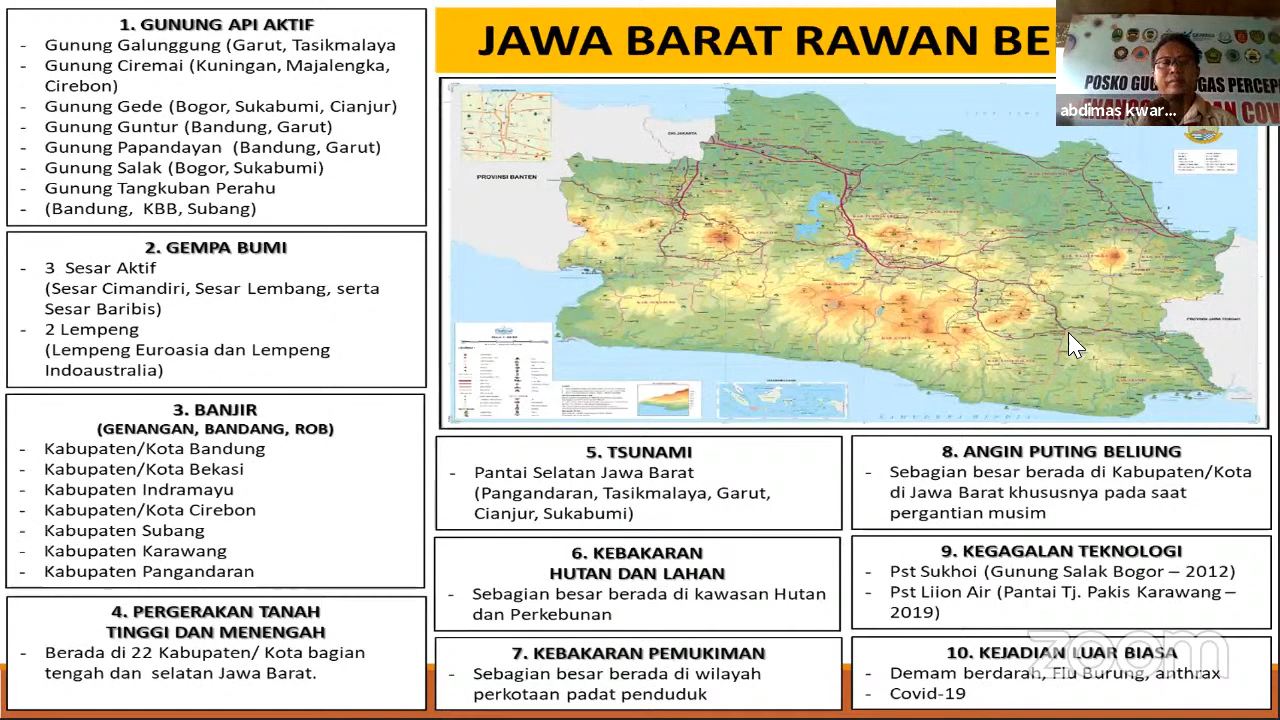 1. GUNUNG API AKTIF
- Gunung Galunggung (Garut, Tasikmalaya
- Gunung Ciremai (Kuningan, Majalengka,
Cirebon)
- Gunung Gede (Bogor, Sukabumi, Cianjur)
- Gunung Guntur (Bandung, Garut)
- Gunung Papandayan (Bandung, Garut)
- Gunung Salak (Bogor, Sukabumi)
- Gunung Tangkuban Perahu
- (Bandung, KBB, Subang)
2. GEMPA BUMI
- 3 Sesar Aktif
(Sesar Cimandiri, Sesar Lembang, serta
Sesar Baribis)
- 2 Lempeng
(Lempeng Euroasia dan Lempeng
Indoaustralia)
3. BANJIR
(GENANGAN, BANDANG, ROB)
- Kabupaten/Kota Bandung
- Kabupaten/Kota Bekasi
- Kabupaten Indramayu
- Kabupaten/Kota Cirebon
- Kabupaten Subang
- Kabupaten Karawang
- Kabupaten Pangandaran
4. PERGERAKAN TANAH
TINGGI DAN MENENGAH
- Berada di 22 Kabupaten/ Kota bagian
tengah dan selatan Jawa Barat.
JAWA BARAT RAWAN BE
POSKO
abdimas kwar...
DKI JAKARTA
PROVINSI BANTEN
PROVINSI JAWA TENGAH
5. TSUNAMI
- Pantai Selatan Jawa Barat
(Pangandaran, Tasikmalaya, Garut,
Cianjur, Sukabumi)
6. KEBAKARAN
HUTAN DAN LAHAN
- Sebagian besar berada di kawasan Hutan
dan Perkebunan
7. KEBAKARAN PEMUKIMAN
- Sebagian besar berada di wilayah
perkotaan padat penduduk
8. ANGIN PUTING BELIUNG
- Sebagian besar berada di Kabupaten/Kota
di Jawa Barat khususnya pada saat
pergantian musim
9. KEGAGALAN TEKNOLOGI
- Pst Sukhoi (Gunung Salak Bogor – 2012)
- Pst Liion Air (Pantai Tj. Pakis Karawang –
2019)
10. KEJADIAN LUAR BIASA
- Demam berdarah, Flu Burung, anthrax
- Covid-19
zoom